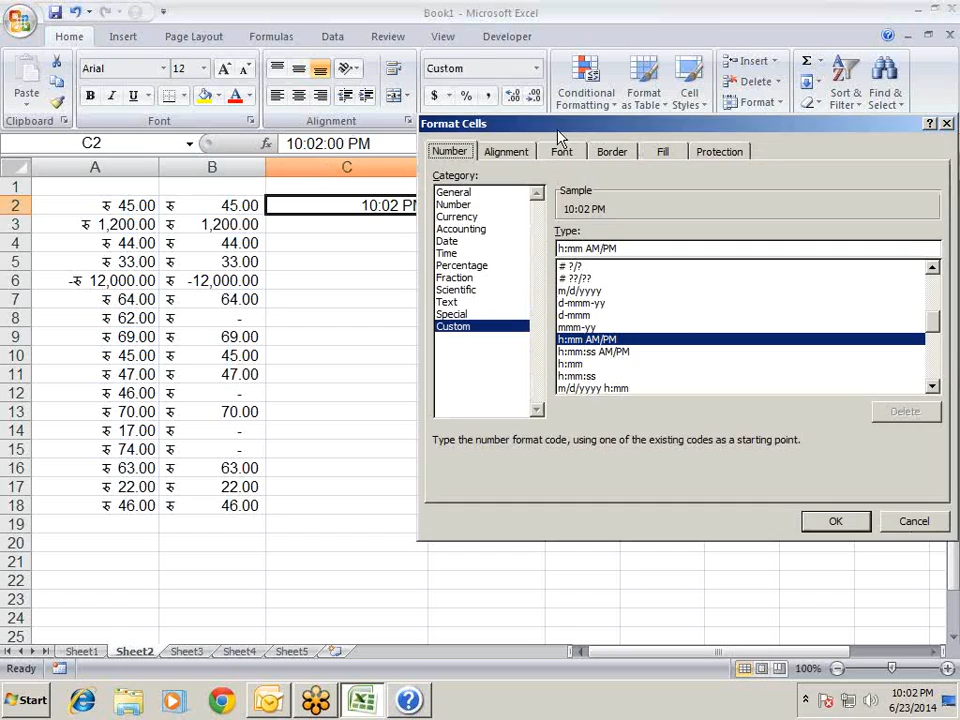 Book1 - Microsoft Excel
Home Insert Page Layout Formulas Data Review View Developer
Paste
Arial 12 A A
B I U A
Custom
$ % , .00 .0
Conditional Formatting
Format as Table
Cell Styles
Insert
Delete
Format
Σ
Sort & Filter
Find & Select
Clipboard Font Alignment
C2 fx 10:02:00 PM
Format Cells
Number Alignment Font Border Fill Protection
Category:
General
Number
Currency
Accounting
Date
Time
Percentage
Fraction
Scientific
Text
Special
Custom
Sample
10:02 PM
Type:
h:mm AM/PM
# ?/?
# ??/??
m/d/yyyy
d-mmm-yy
d-mmm
mmm-yy
h:mm AM/PM
h:mm:ss AM/PM
h:mm
h:mm:ss
m/d/yyyy h:mm
Delete
Type the number format code, using one of the existing codes as a starting point.
OK Cancel
A B C
1
2 रु 45.00 रु 45.00 10:02 PM
3 रु 1,200.00 रु 1,200.00
4 रु 44.00 रु 44.00
5 रु 33.00 रु 33.00
6 -रु 12,000.00 रु -12,000.00
7 रु 64.00 रु 64.00
8 रु 62.00 रु -
9 रु 69.00 रु 69.00
10 रु 45.00 रु 45.00
11 रु 47.00 रु 47.00
12 रु 46.00 रु -
13 रु 70.00 रु 70.00
14 रु 17.00 रु -
15 रु 74.00 रु -
16 रु 63.00 रु 63.00
17 रु 22.00 रु 22.00
18 रु 46.00 रु 46.00
19
20
21
22
23
24
25
Sheet1 Sheet2 Sheet3 Sheet4 Sheet5
Ready 100%
Start
10:02 PM
6/23/2014